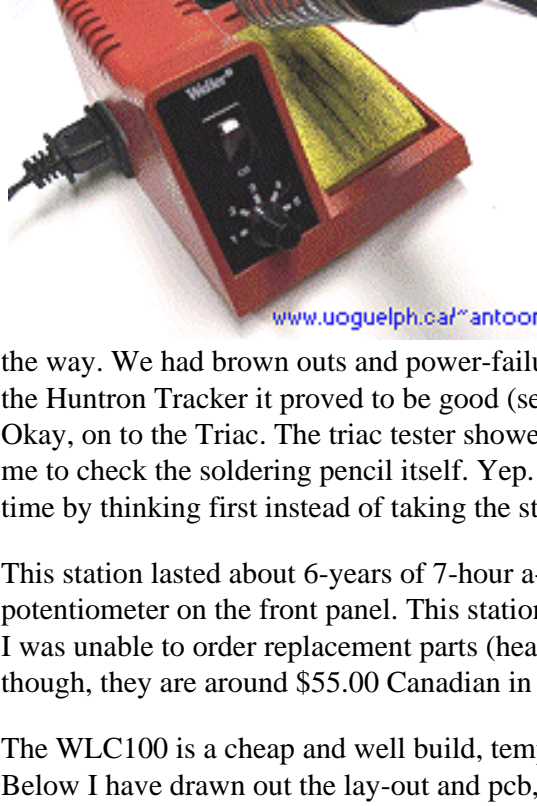 Weller
www.uoguelph.ca/~antoon
the way. We had brown outs and power-failu
the Huntron Tracker it proved to be good (se
Okay, on to the Triac. The triac tester showe
me to check the soldering pencil itself. Yep.
time by thinking first instead of taking the st
This station lasted about 6-years of 7-hour a-
potentiometer on the front panel. This station
I was unable to order replacement parts (hea
though, they are around $55.00 Canadian in
The WLC100 is a cheap and well build, temp
Below I have drawn out the lay-out and pcb,